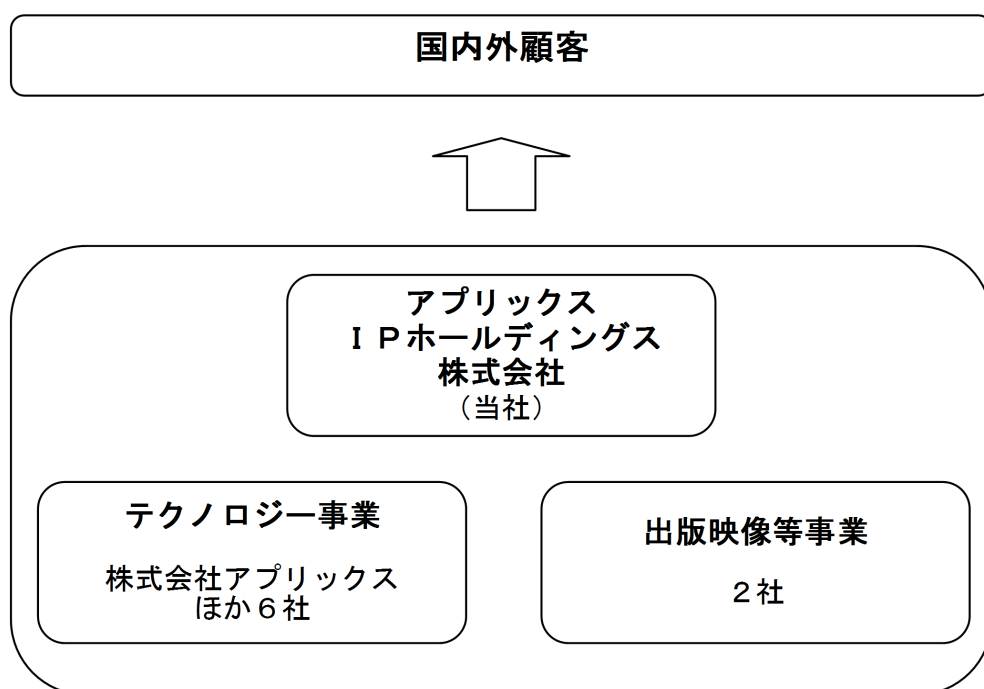 国内外顧客
アプリックス
ＩＰホールディングス
株式会社
（当社）
テクノロジー事業
株式会社アプリックス
ほか６社
出版映像等事業
２社